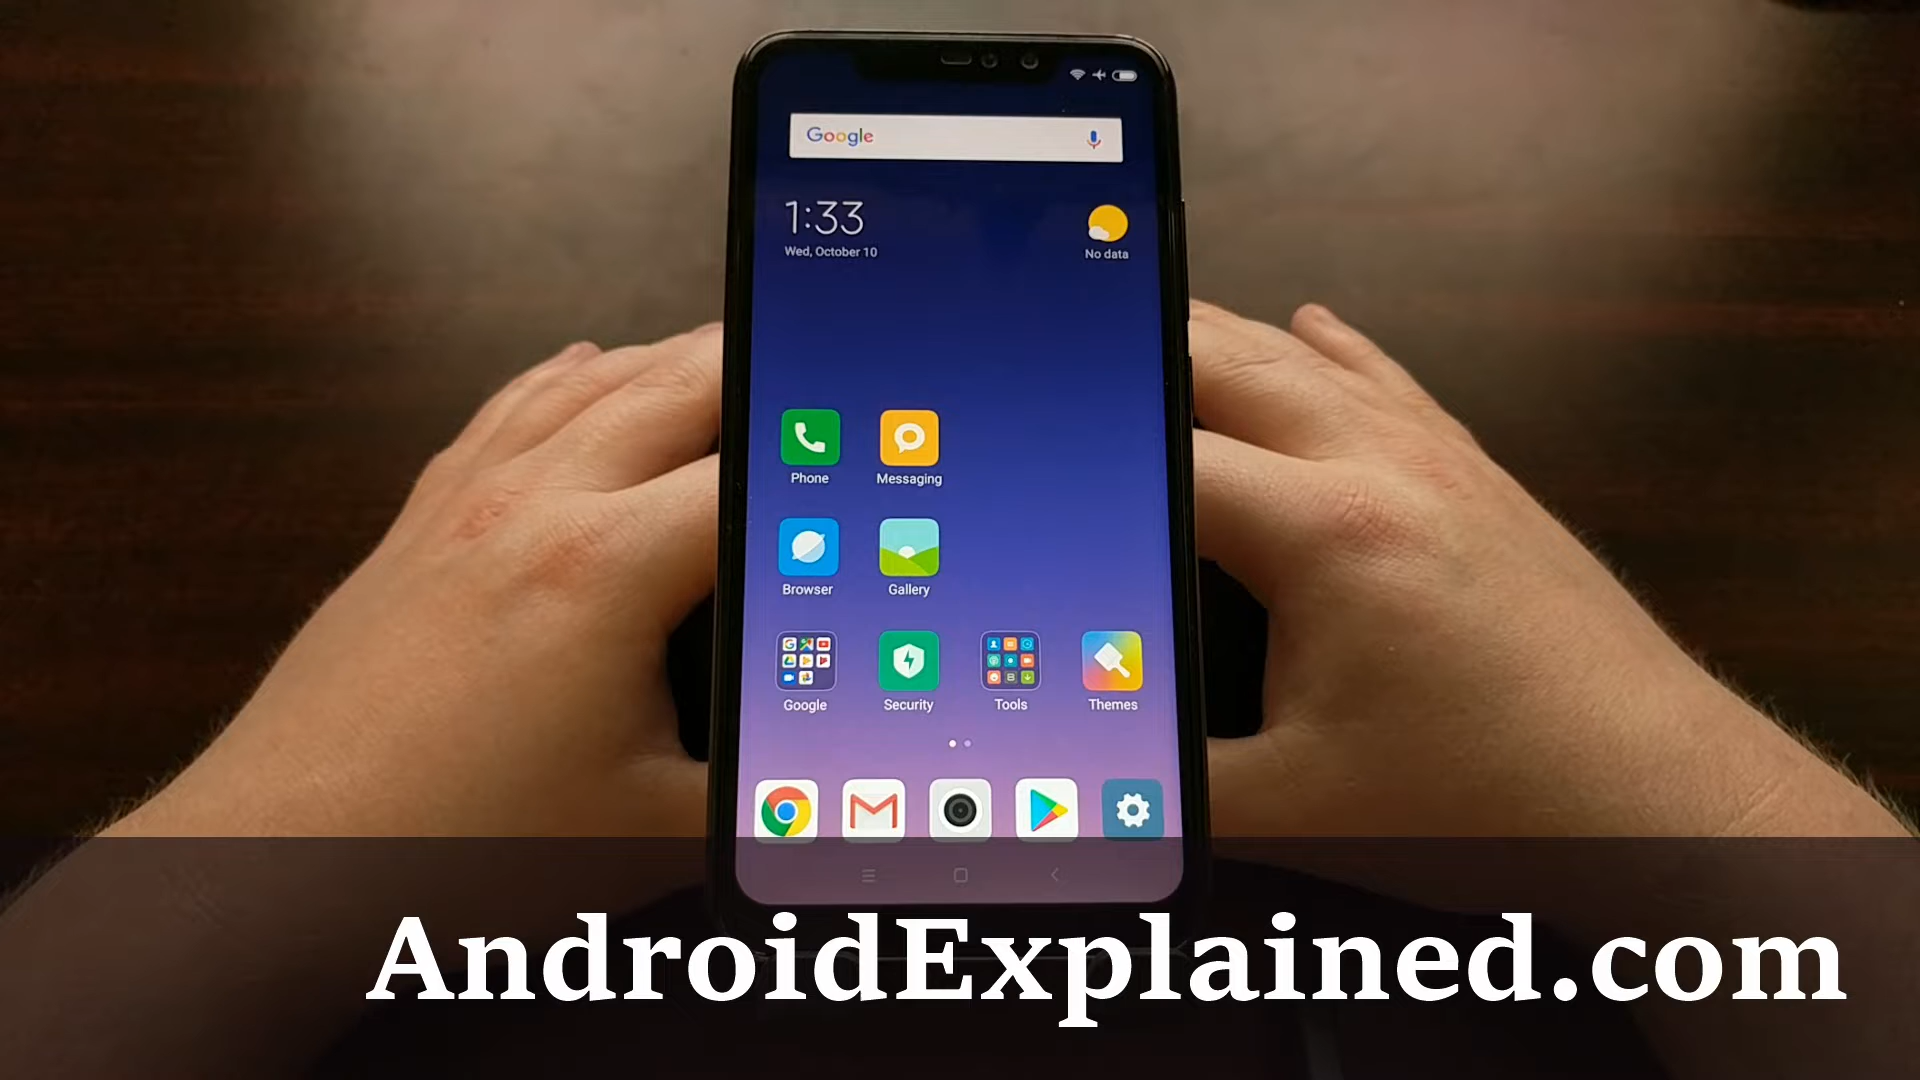 Google
1:33
Wed, October 10
No data
Phone
Messaging
Browser
Gallery
Google
Security
Tools
Themes
AndroidExplained.com